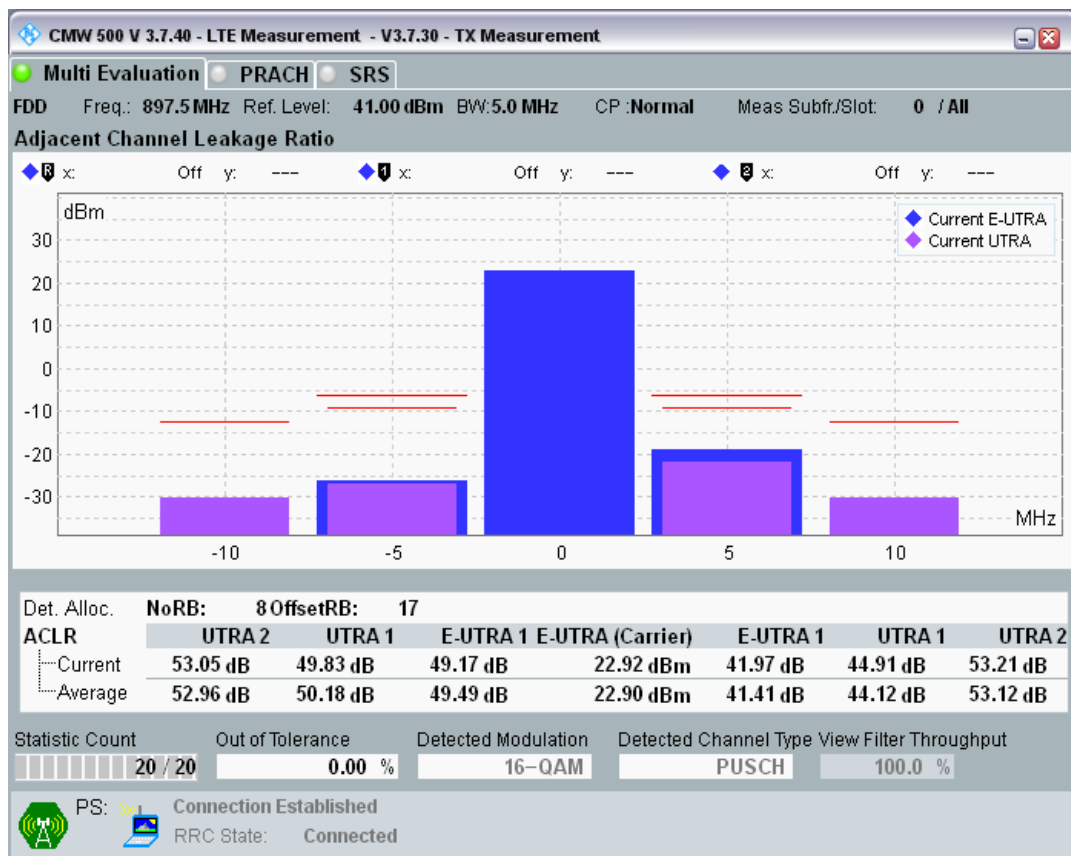 CMW 500 V 3.7.40 - LTE Measurement - V3.7.30 - TX Measurement
Multi Evaluation PRACH SRS
FDD Freq.: 897.5 MHz Ref. Level: 41.00 dBm BW:5.0 MHz CP :Normal Meas Subfr./Slot: 0 / All
Adjacent Channel Leakage Ratio
R x: Off y: --- 1 x: Off y: --- 2 x: Off y: ---
dBm
Current E-UTRA
Current UTRA
30
20
10
0
-10
-20
-30
MHz
-10 -5 0 5 10
Det. Alloc. NoRB: 8 OffsetRB: 17
ACLR UTRA 2 UTRA 1 E-UTRA 1 E-UTRA (Carrier) E-UTRA 1 UTRA 1 UTRA 2
Current 53.05 dB 49.83 dB 49.17 dB 22.92 dBm 41.97 dB 44.91 dB 53.21 dB
Average 52.96 dB 50.18 dB 49.49 dB 22.90 dBm 41.41 dB 44.12 dB 53.12 dB
Statistic Count Out of Tolerance Detected Modulation Detected Channel Type View Filter Throughput
20 / 20 0.00 % 16-QAM PUSCH 100.0 %
PS: Connection Established
RRC State: Connected